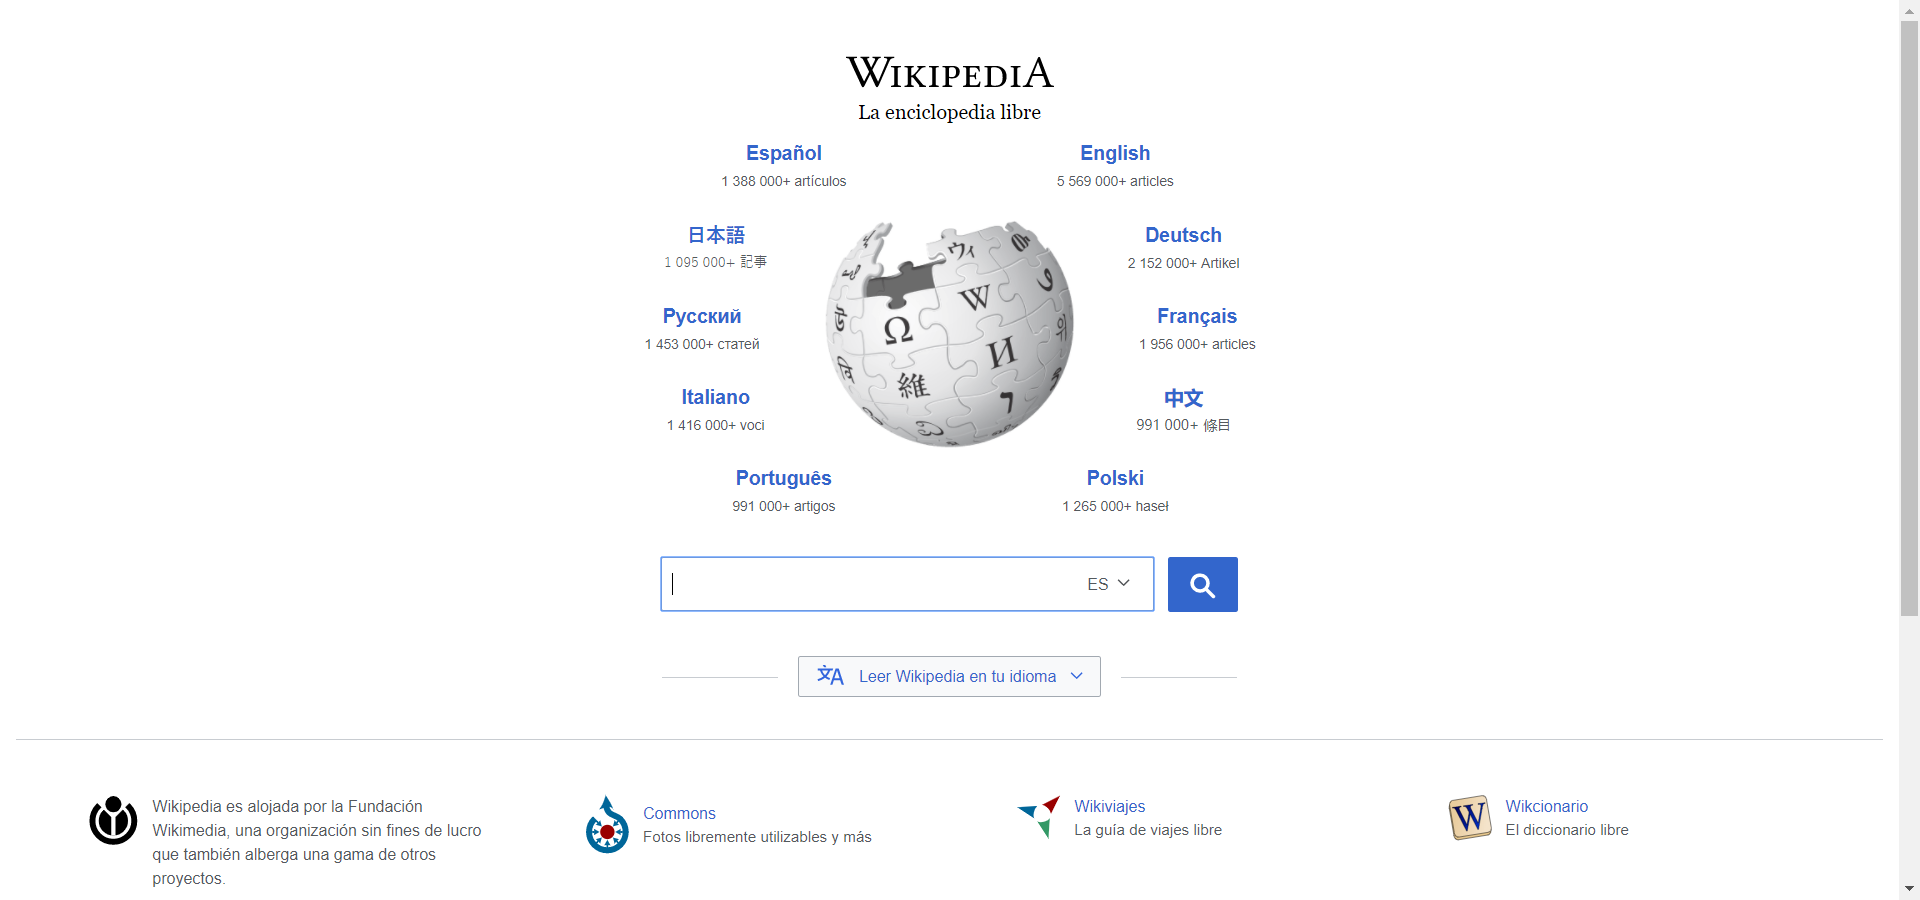 WIKIPEDIA
La enciclopedia libre
Español
1 388 000+ artículos
English
5 569 000+ articles
日本語
1 095 000+ 記事
Deutsch
2 152 000+ Artikel
Русский
1 453 000+ статей
Français
1 956 000+ articles
Italiano
1 416 000+ voci
中文
991 000+ 條目
Português
991 000+ artigos
Polski
1 265 000+ haseł
ウィ
W
Ω
И
維
ES
Leer Wikipedia en tu idioma
Wikipedia es alojada por la Fundación
Wikimedia, una organización sin fines de lucro
que también alberga una gama de otros
proyectos.
Commons
Fotos libremente utilizables y más
Wikiviajes
La guía de viajes libre
W
Wikcionario
El diccionario libre